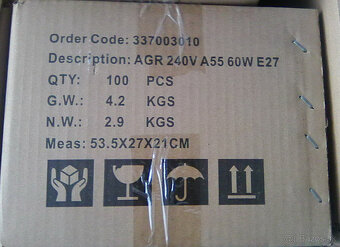 Order Code: 337003010
Description: AGR 240V A55 60W E27
QTY: 100 PCS
G.W.: 4.2 KGS
N.W.: 2.9 KGS
Meas: 53.5X27X21CM